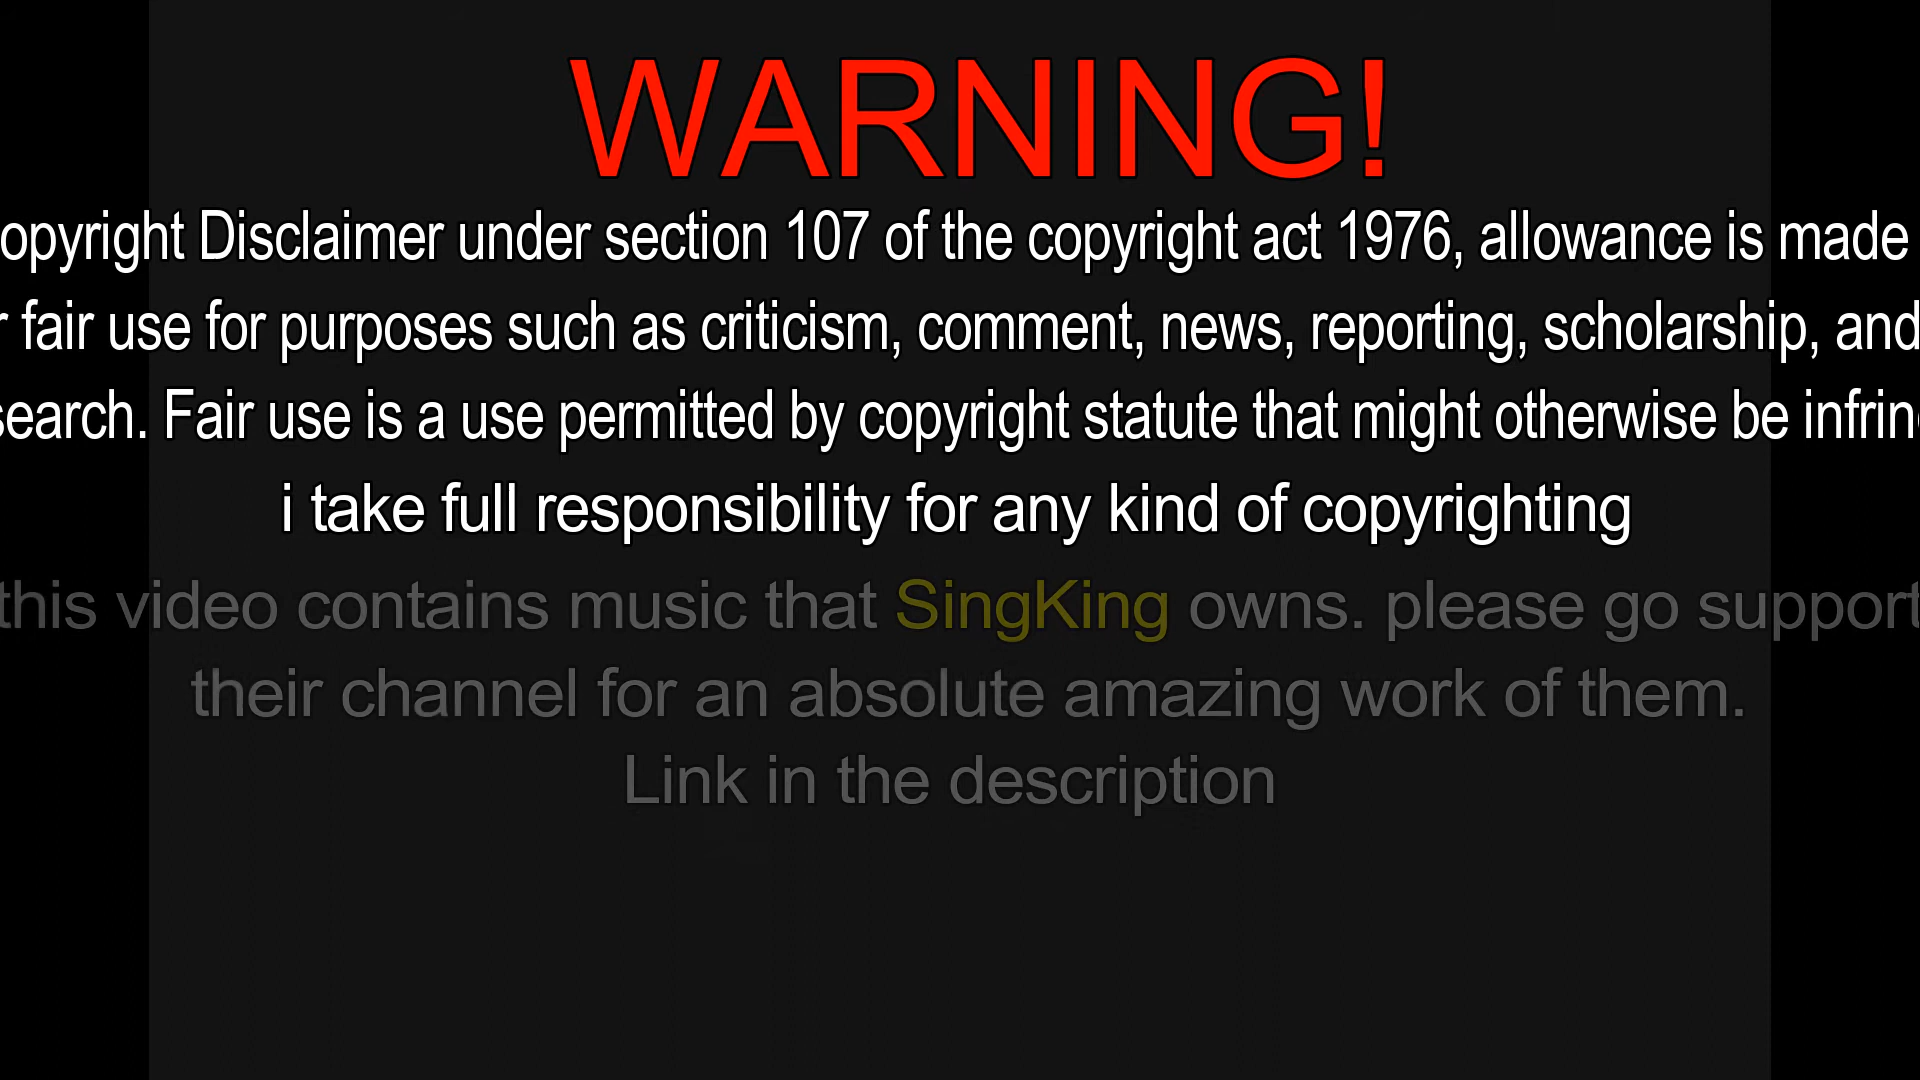 WARNING!
opyright Disclaimer under section 107 of the copyright act 1976, allowance is made
r fair use for purposes such as criticism, comment, news, reporting, scholarship, and
search. Fair use is a use permitted by copyright statute that might otherwise be infring
i take full responsibility for any kind of copyrighting
this video contains music that SingKing owns. please go support
their channel for an absolute amazing work of them.
Link in the description